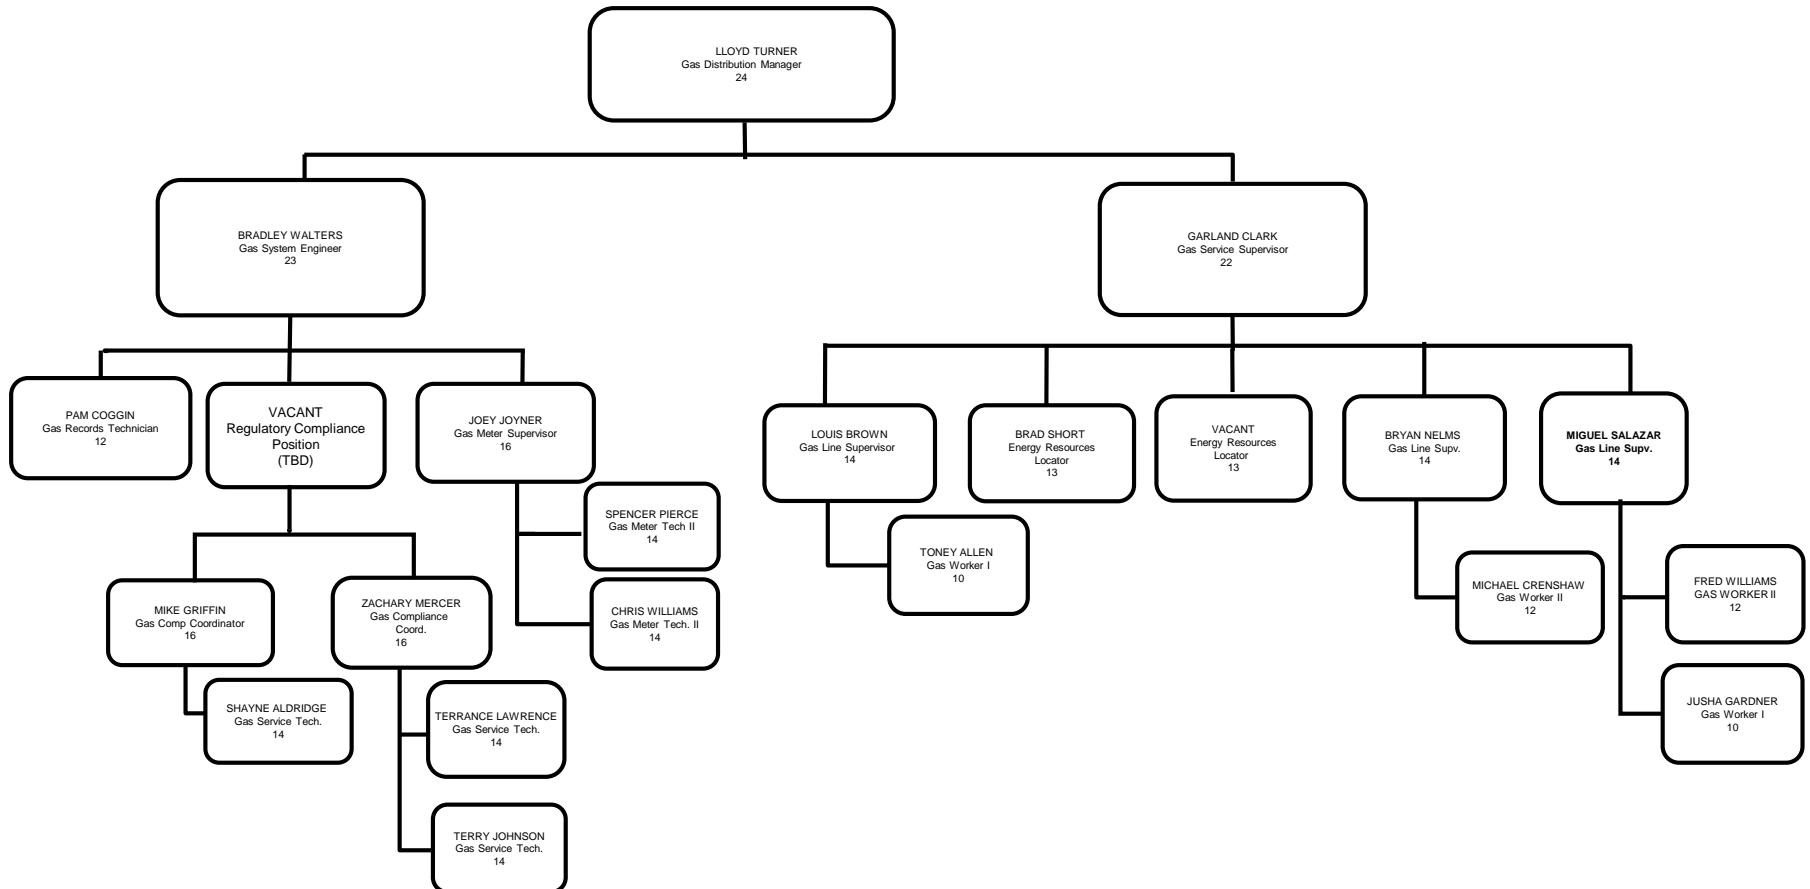 LLOYD TURNER
Gas Distribution Manager
24
BRADLEY WALTERS
Gas System Engineer
23
GARLAND CLARK
Gas Service Supervisor
22
PAM COGGIN
Gas Records Technician
12
VACANT
Regulatory Compliance
Position
(TBD)
JOEY JOYNER
Gas Meter Supervisor
16
LOUIS BROWN
Gas Line Supervisor
14
BRAD SHORT
Energy Resources
Locator
13
VACANT
Energy Resources
Locator
13
BRYAN NELMS
Gas Line Supv.
14
MIGUEL SALAZAR
Gas Line Supv.
14
SPENCER PIERCE
Gas Meter Tech II
14
TONEY ALLEN
Gas Worker I
10
MICHAEL CRENSHAW
Gas Worker II
12
FRED WILLIAMS
GAS WORKER II
12
MIKE GRIFFIN
Gas Comp Coordinator
16
ZACHARY MERCER
Gas Compliance
Coord.
16
CHRIS WILLIAMS
Gas Meter Tech. II
14
SHAYNE ALDRIDGE
Gas Service Tech.
14
TERRANCE LAWRENCE
Gas Service Tech.
14
JUSHA GARDNER
Gas Worker I
10
TERRY JOHNSON
Gas Service Tech.
14